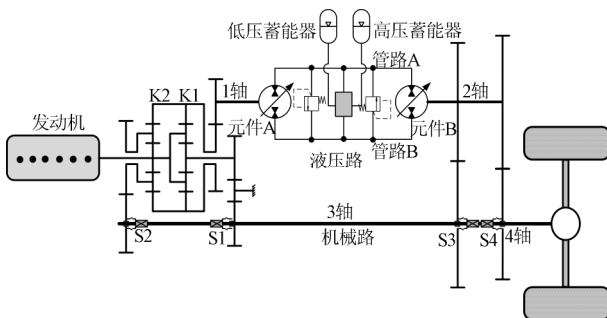 低压蓄能器
高压蓄能器
管路A
K2
K1
1轴
2轴
发动机
元件A
元件B
液压路
管路B
3轴
机械路
S2
S1
S3
S4
4轴